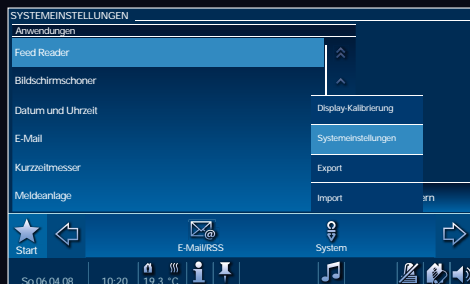 SYSTEMEINSTELLUNGEN
Anwendungen
Feed Reader
Bildschirmschoner
Datum und Uhrzeit
E-Mail
Kurzzeitmesser
Meldeanlage
Display-Kalibrierung
Systemeinstellungen
Export
Import
ern
Start
E-Mail/RSS
System
So 06.04.08
10:20
19.3 °C